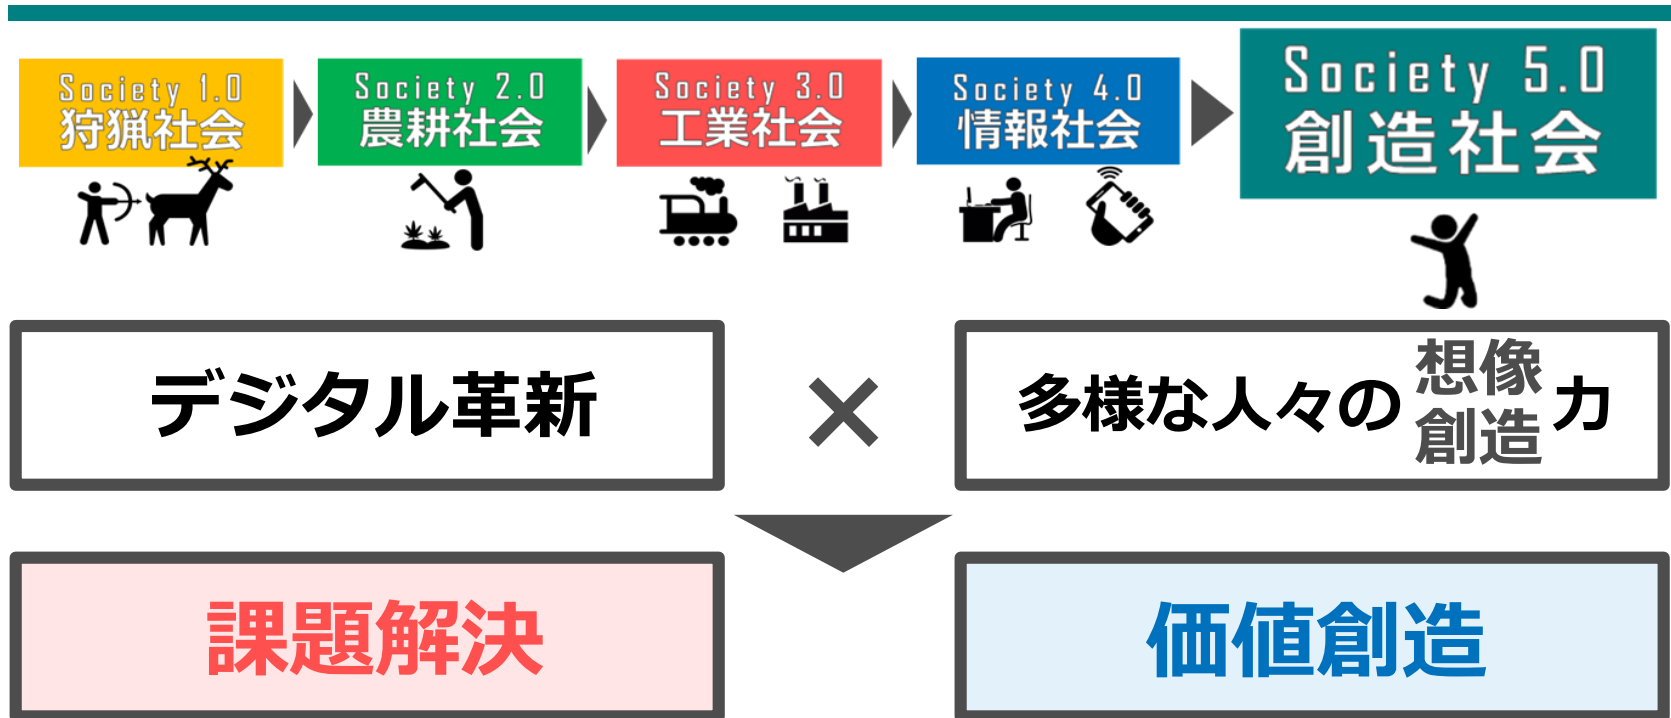 Society 1.0
狩猟社会
Society 2.0
農耕社会
Society 3.0
工業社会
Society 4.0
情報社会
Society 5.0
創造社会
デジタル革新
×
多様な人々の
想像
創造
力
課題解決
価値創造